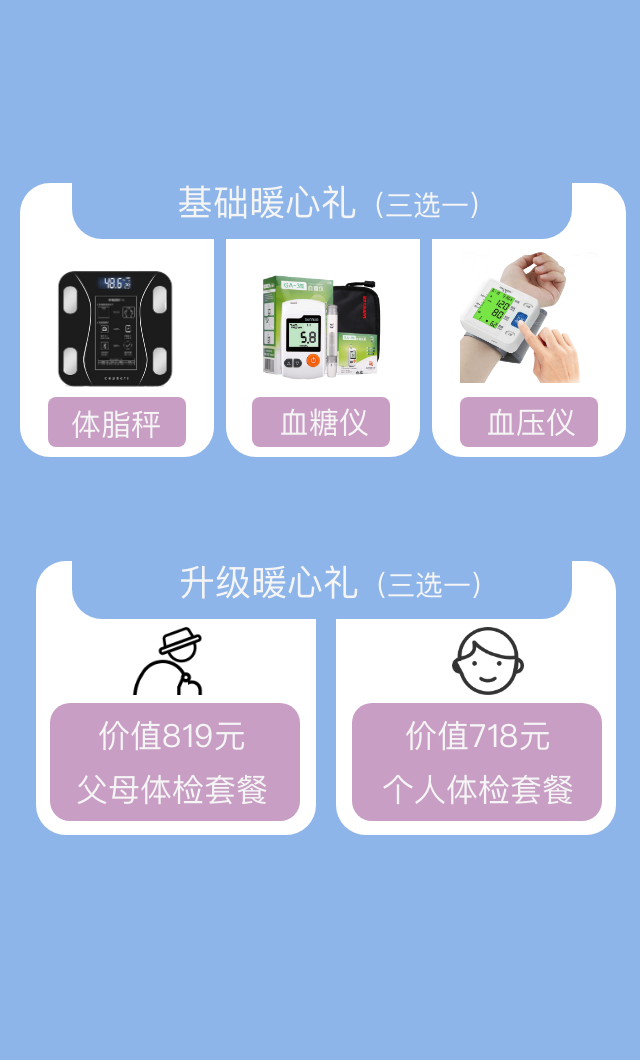 基础暖心礼（三选一）
48.6
GA-3型
5.8
120
80
62
体脂秤
血糖仪
血压仪
升级暖心礼（三选一）
价值819元
父母体检套餐
价值718元
个人体检套餐